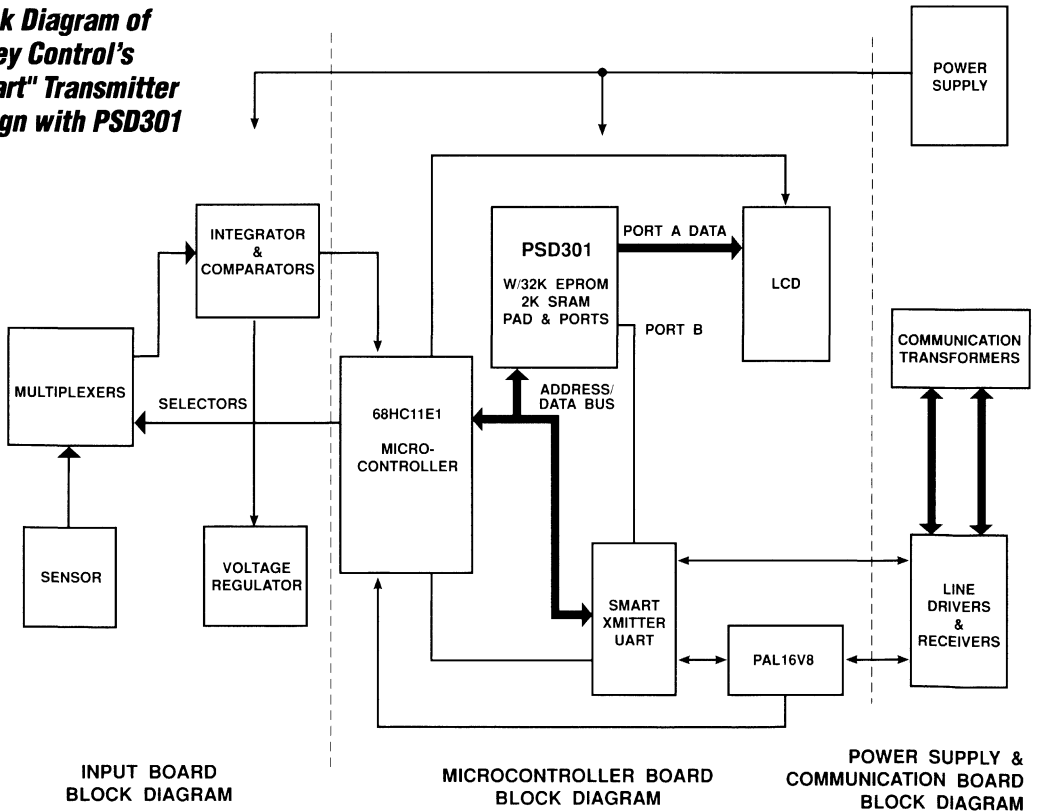 k Diagram of
ey Control's
art" Transmitter
gn with PSD301
POWER
SUPPLY
INTEGRATOR
&
COMPARATORS
PSD301
W/32K EPROM
2K SRAM
PAD & PORTS
PORT A DATA
LCD
PORT B
COMMUNICATION
TRANSFORMERS
MULTIPLEXERS
SELECTORS
68HC11E1
MICRO-
CONTROLLER
ADDRESS/
DATA BUS
SENSOR
VOLTAGE
REGULATOR
SMART
XMITTER
UART
PAL16V8
LINE
DRIVERS
&
RECEIVERS
INPUT BOARD
BLOCK DIAGRAM
MICROCONTROLLER BOARD
BLOCK DIAGRAM
POWER SUPPLY &
COMMUNICATION BOARD
BLOCK DIAGRAM